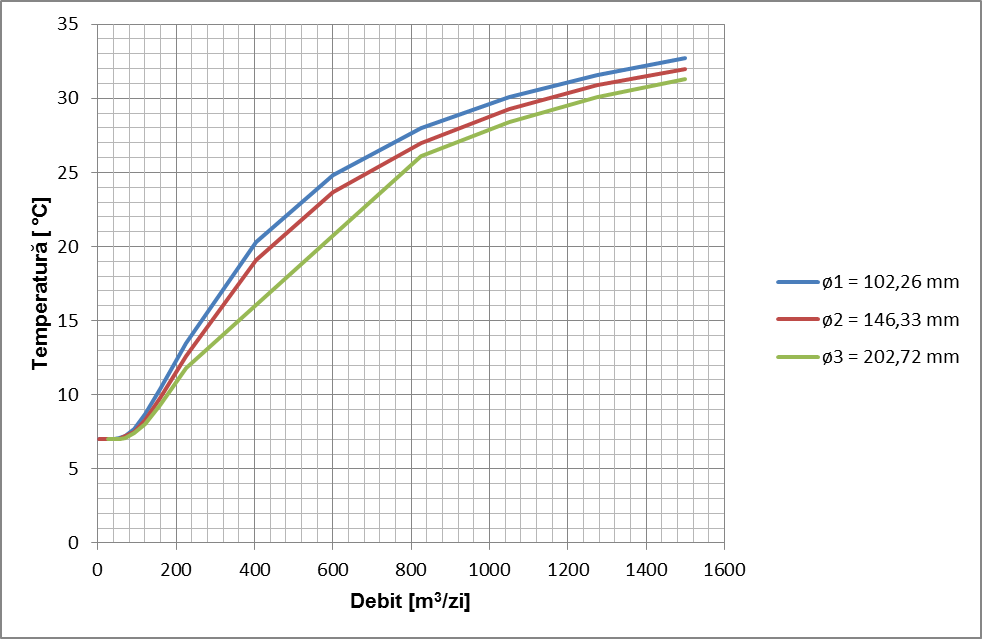 35
30
25
20
15
10
5
0
Temperatură [ °C]
0 200 400 600 800 1000 1200 1400 1600
Debit [m³/zi]
ø1 = 102,26 mm
ø2 = 146,33 mm
ø3 = 202,72 mm